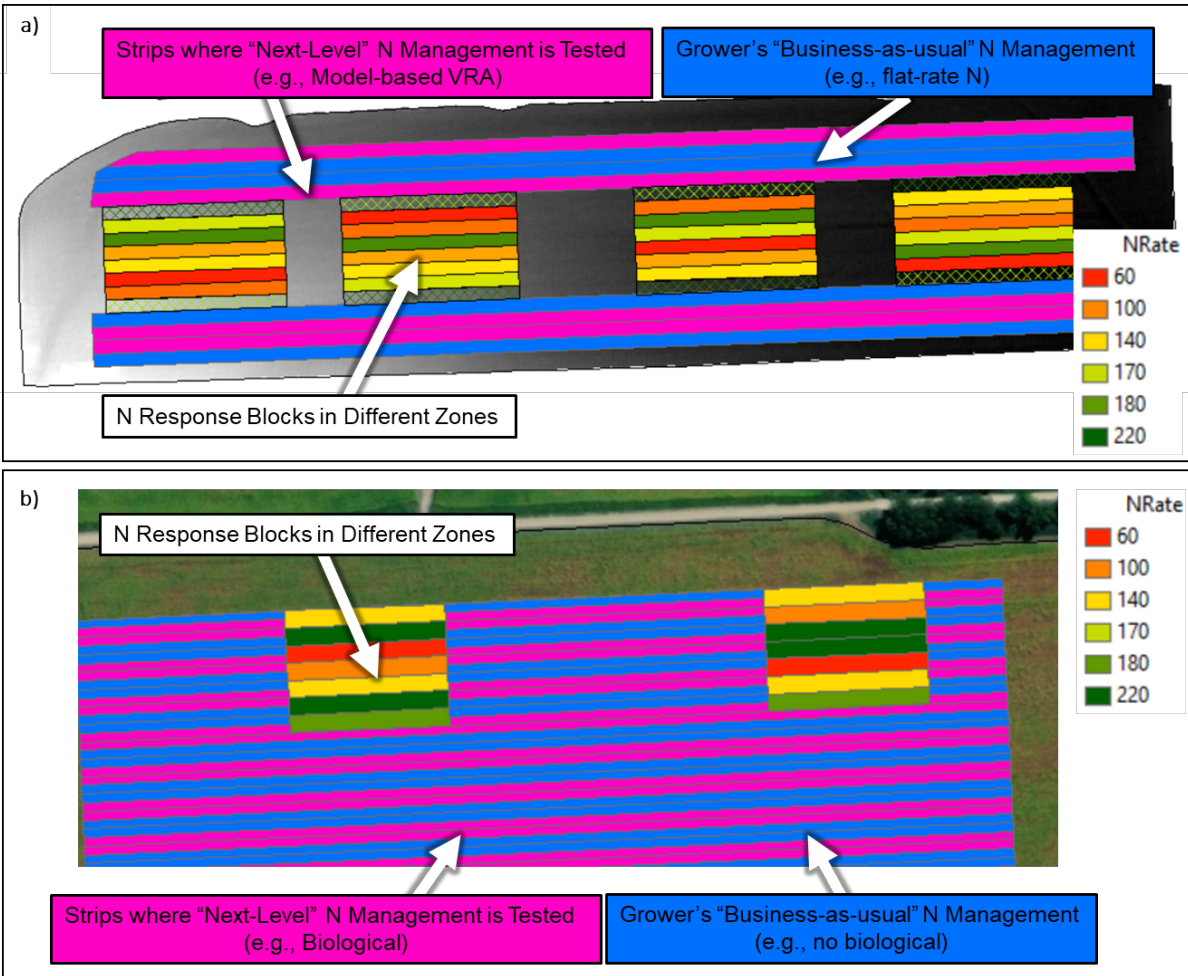 a)
Strips where “Next-Level” N Management is Tested
(e.g., Model-based VRA)
Grower’s “Business-as-usual” N Management
(e.g., flat-rate N)
N Response Blocks in Different Zones
NRate
60
100
140
170
180
220
b)
N Response Blocks in Different Zones
NRate
60
100
140
170
180
220
Strips where “Next-Level” N Management is Tested
(e.g., Biological)
Grower’s “Business-as-usual” N Management
(e.g., no biological)